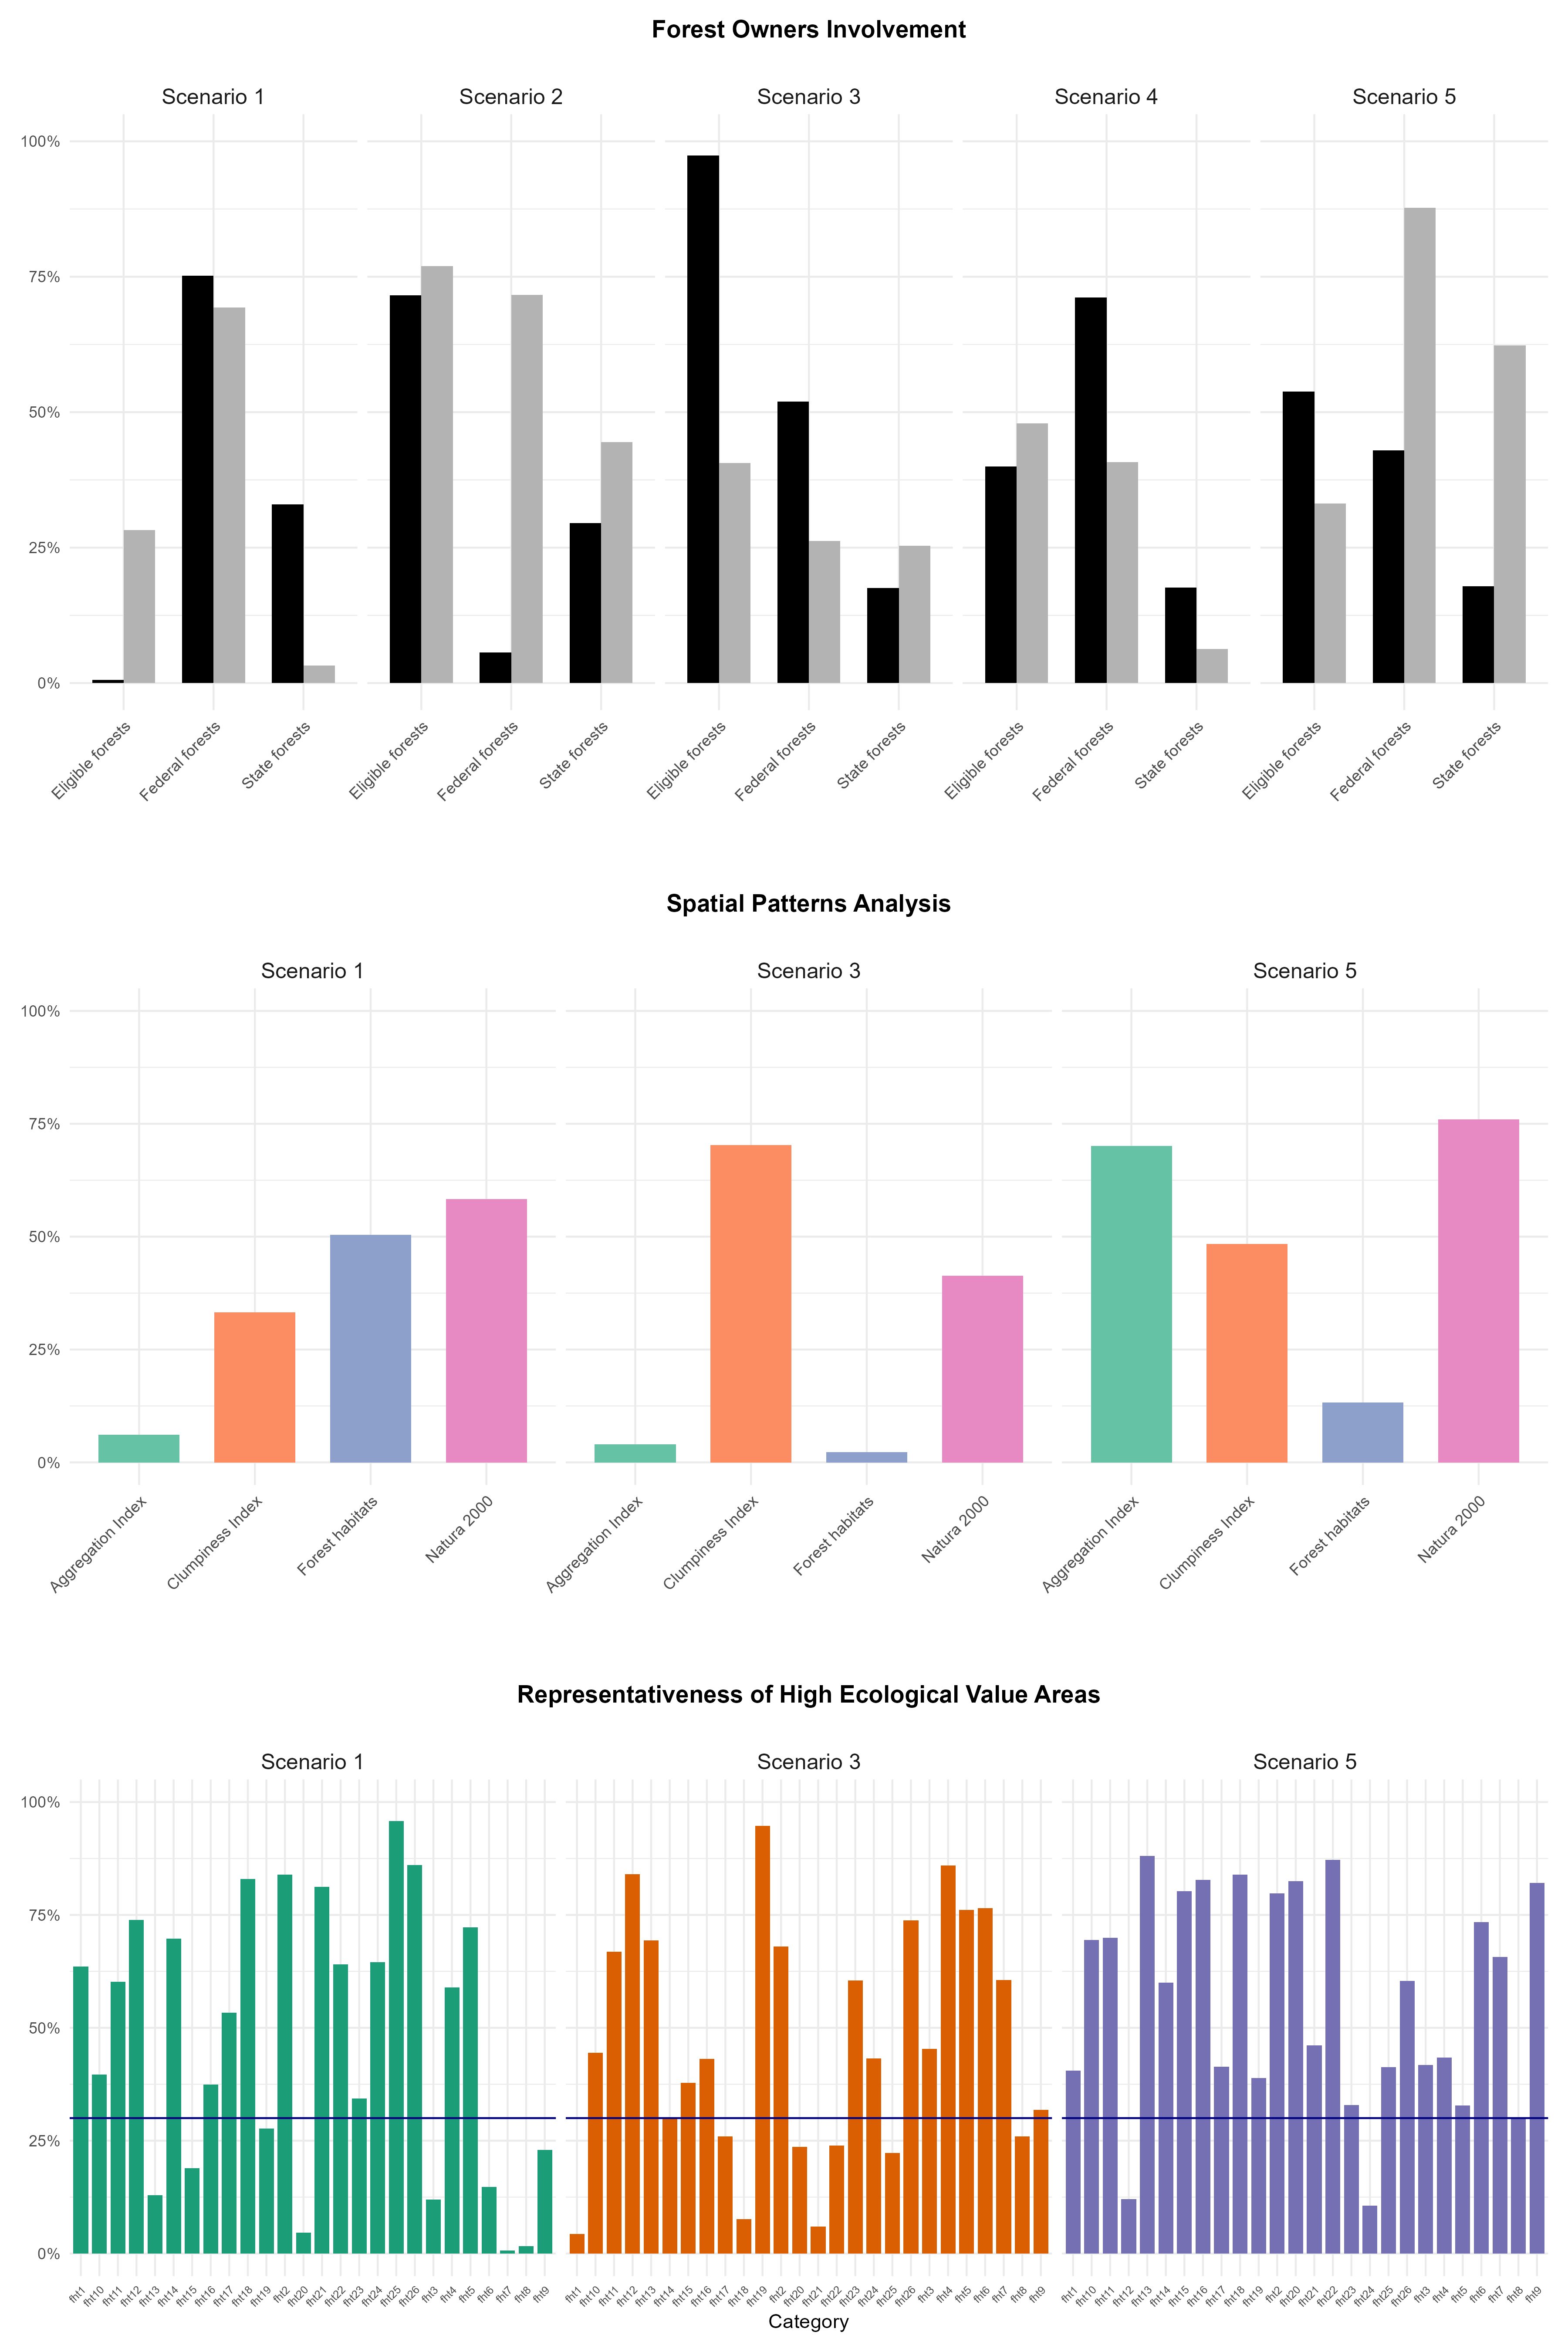 Forest Owners Involvement
Scenario 1 Scenario 2 Scenario 3 Scenario 4 Scenario 5
100%
75%
50%
25%
0%
Eligible forests Federal forests State forests Eligible forests Federal forests State forests Eligible forests Federal forests State forests Eligible forests Federal forests State forests Eligible forests Federal forests State forests
Spatial Patterns Analysis
Scenario 1 Scenario 3 Scenario 5
100%
75%
50%
25%
0%
Aggregation Index Clumpiness Index Forest habitats Natura 2000 Aggregation Index Clumpiness Index Forest habitats Natura 2000 Aggregation Index Clumpiness Index Forest habitats Natura 2000
Representativeness of High Ecological Value Areas
Scenario 1 Scenario 3 Scenario 5
100%
75%
50%
25%
0%
fht1 fht10 fht11 fht12 fht13 fht14 fht15 fht16 fht17 fht18 fht19 fht2 fht20 fht21 fht22 fht23 fht24 fht25 fht26 fht3 fht4 fht5 fht6 fht7 fht8 fht9 fht1 fht10 fht11 fht12 fht13 fht14 fht15 fht16 fht17 fht18 fht19 fht2 fht20 fht21 fht22 fht23 fht24 fht25 fht26 fht3 fht4 fht5 fht6 fht7 fht8 fht9 fht1 fht10 fht11 fht12 fht13 fht14 fht15 fht16 fht17 fht18 fht19 fht2 fht20 fht21 fht22 fht23 fht24 fht25 fht26 fht3 fht4 fht5 fht6 fht7 fht8 fht9
Category